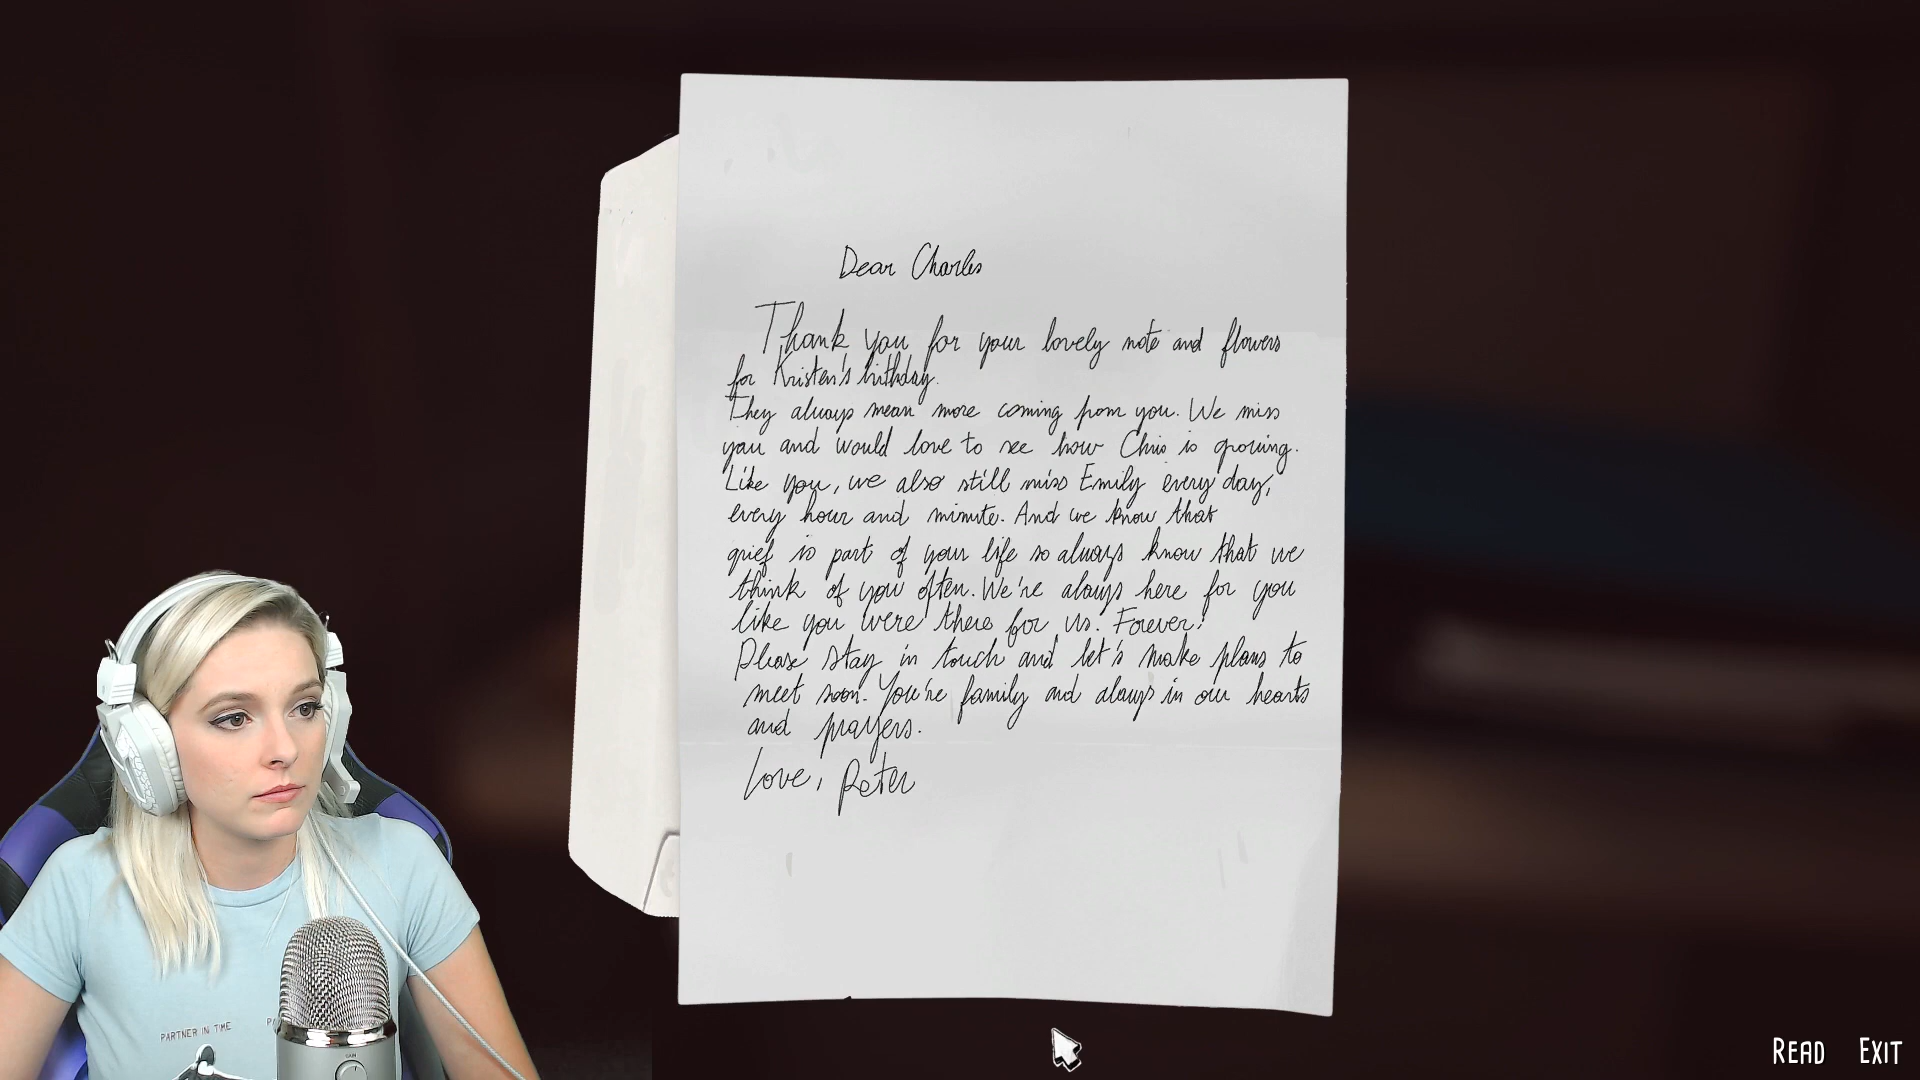 Dear Charles
Thank you for your lovely note and flowers
for Kristen's birthday.
They always mean more coming from you. We miss
you and would love to see how Chris is growing.
Like you, we also still miss Emily every day,
every hour and minute. And we know that
grief is part of your life so always know that we
think of you often. We're always here for you
like you were there for us. Forever!
Please stay in touch and let's make plans to
meet soon. You're family and always in our hearts
and prayers.
Love, Peter
PARTNER IN TIME
READ EXIT